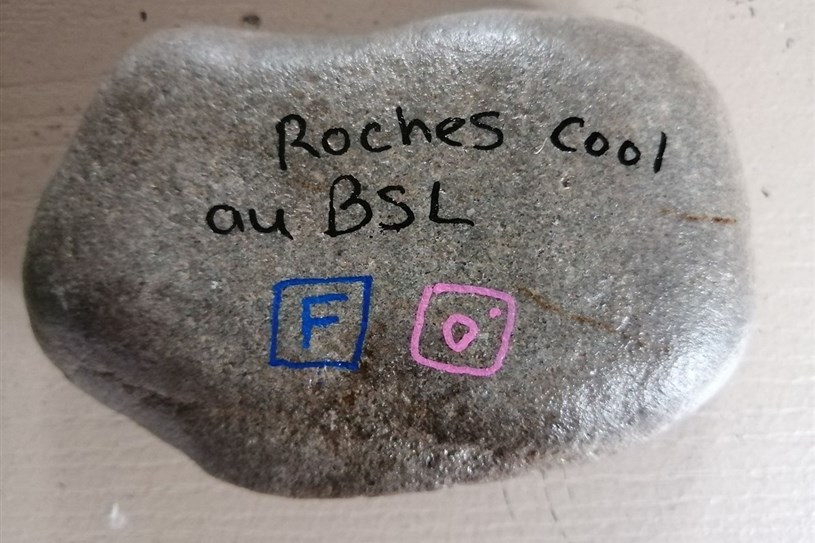 Roches Cool
au BSL
F